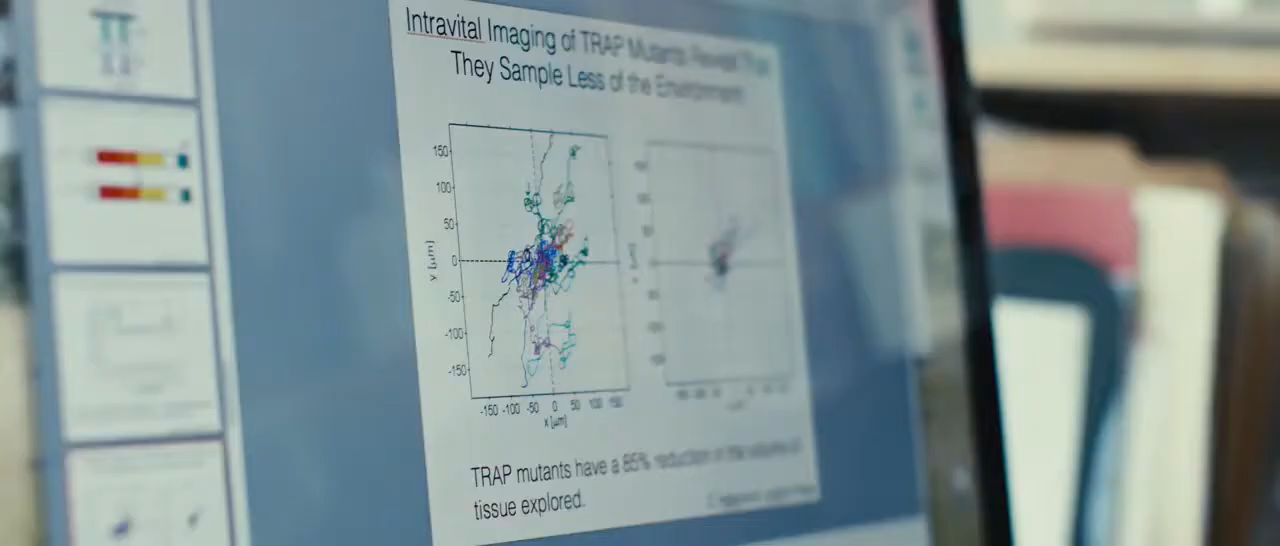 Intravital Imaging of TRAP Mutants Reveal That
They Sample Less of the Environment
150
100
50
0
-50
-100
-150
y [µm]
-150 -100 -50 0 50 100 150
x [µm]
TRAP mutants have a 85% reduction in the volume of
tissue explored.